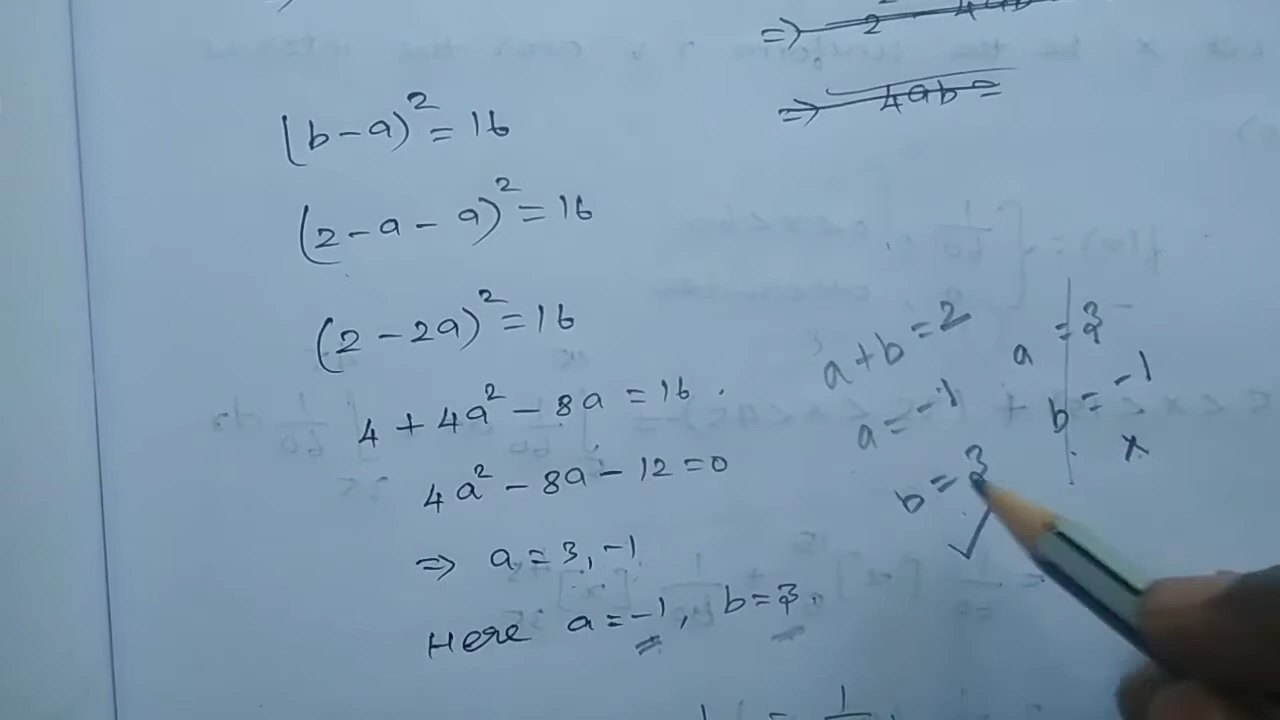 (b-a)² = 16
(2-a-a)² = 16
(2-2a)² = 16
4+4a²-8a = 16.
4a²-8a-12=0
=> a=3,-1
Here a=-1, b=3.
=> 4ab=
a+b=2
a=-1
b=3
✓
a = 3
b=-1
x